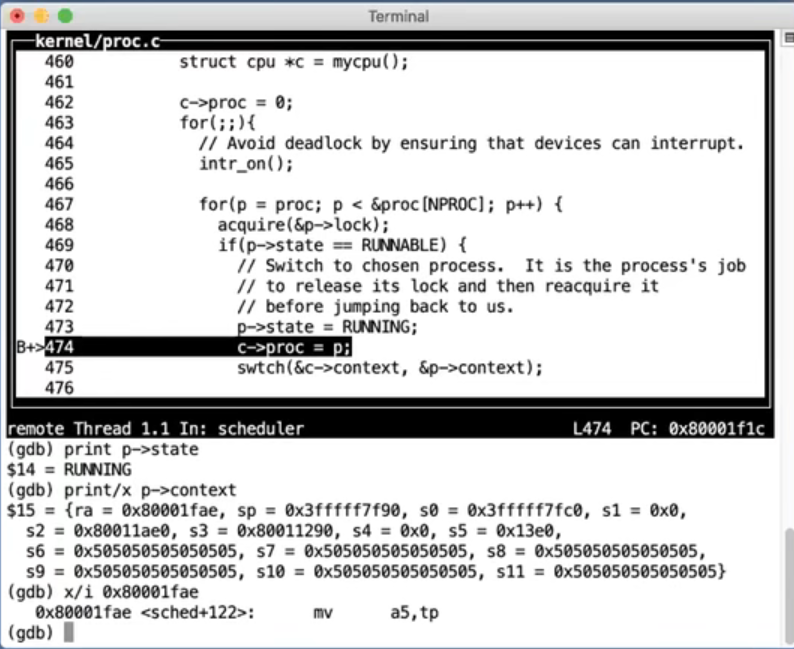 Terminal
kernel/proc.c
460 struct cpu *c = mycpu();
461
462 c->proc = 0;
463 for(;;){
464 // Avoid deadlock by ensuring that devices can interrupt.
465 intr_on();
466
467 for(p = proc; p < &proc[NPROC]; p++) {
468 acquire(&p->lock);
469 if(p->state == RUNNABLE) {
470 // Switch to chosen process.  It is the process's job
471 // to release its lock and then reacquire it
472 // before jumping back to us.
473 p->state = RUNNING;
B+>474 c->proc = p;
475 swtch(&c->context, &p->context);
476
remote Thread 1.1 In: scheduler L474 PC: 0x80001f1c
(gdb) print p->state
$14 = RUNNING
(gdb) print/x p->context
$15 = {ra = 0x80001fae, sp = 0x3fffff7f90, s0 = 0x3fffff7fc0, s1 = 0x0,
s2 = 0x80011ae0, s3 = 0x80011290, s4 = 0x0, s5 = 0x13e0,
s6 = 0x505050505050505, s7 = 0x505050505050505, s8 = 0x505050505050505,
s9 = 0x505050505050505, s10 = 0x505050505050505, s11 = 0x505050505050505}
(gdb) x/i 0x80001fae
0x80001fae <sched+122>: mv a5,tp
(gdb)